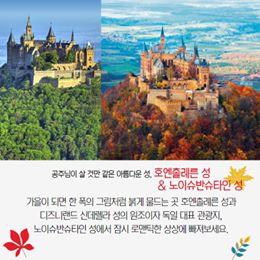 공주님이 살 것만 같은 아름다운 성, 호엔촐레른 성
& 노이슈반슈타인 성
가을이 되면 한 폭의 그림처럼 붉게 물드는 곳 호엔촐레른 성과
디즈니랜드 신데렐라 성의 원조이자 독일 대표 관광지,
노이슈반슈타인 성에서 잠시 로맨틱한 상상에 빠져보세요.